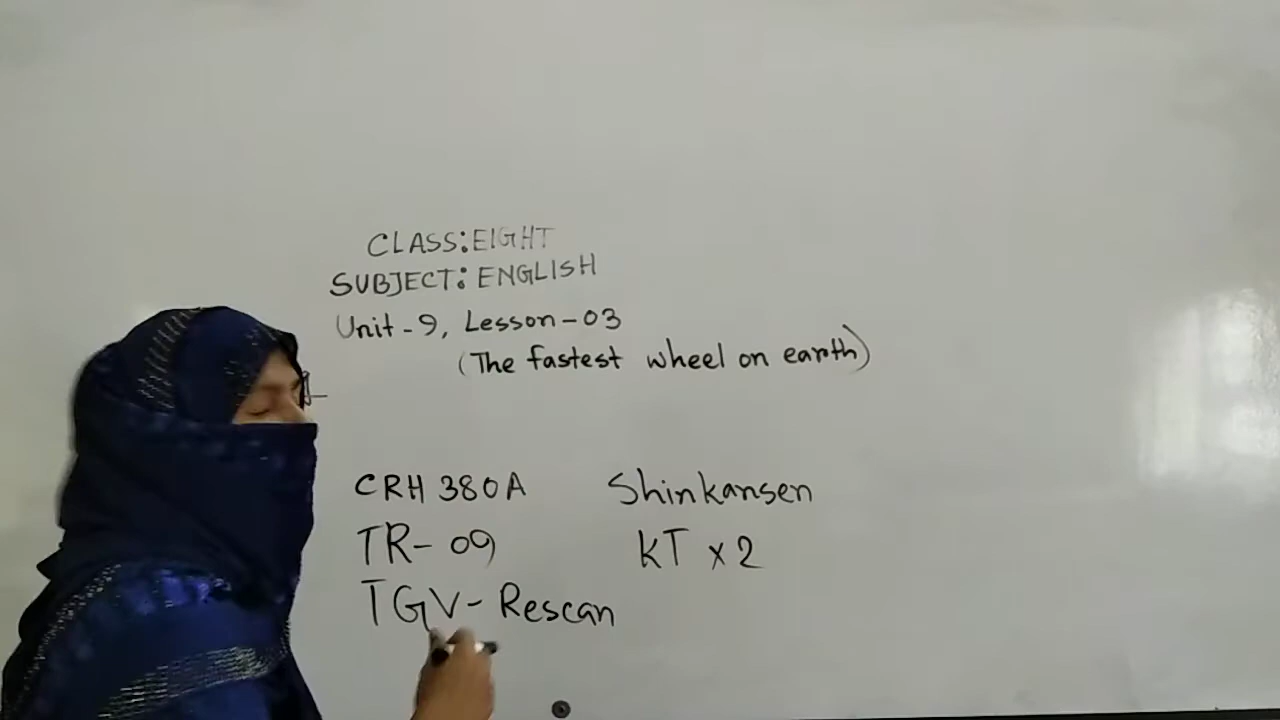 CLASS: EIGHT
SUBJECT: ENGLISH
Unit - 9, Lesson - 03
(The fastest wheel on earth)
CRH 380A Shinkansen
TR- 09 KT x 2
TGV- Rescan